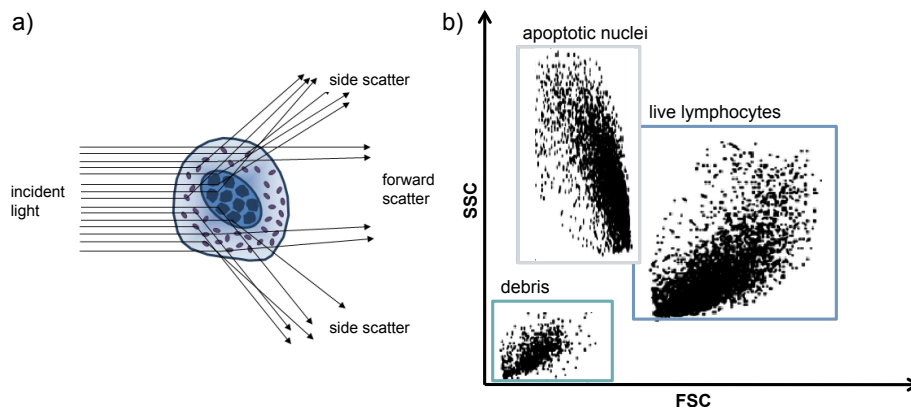 a)
side scatter
incident
light
forward
scatter
side scatter
b)
apoptotic nuclei
live lymphocytes
SSC
debris
FSC